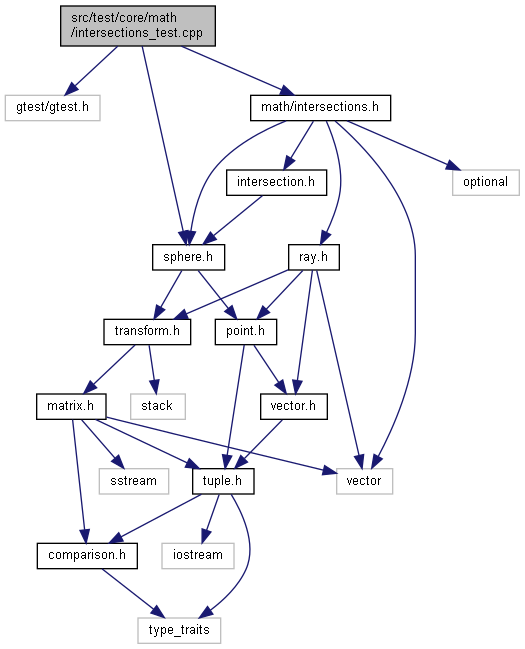 src/test/core/math
/intersections_test.cpp
gtest/gtest.h
math/intersections.h
intersection.h
optional
sphere.h
ray.h
transform.h
point.h
matrix.h
stack
vector.h
sstream
tuple.h
vector
comparison.h
iostream
type_traits